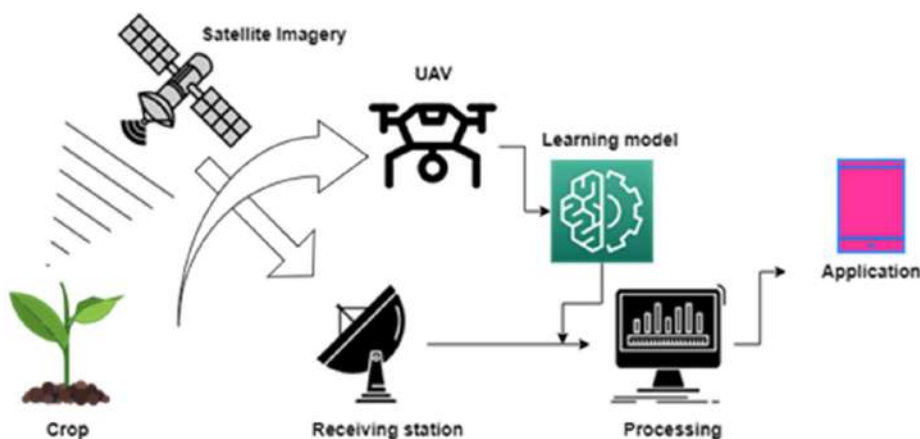 Satellite Imagery
UAV
Learning model
Application
Crop
Receiving station
Processing